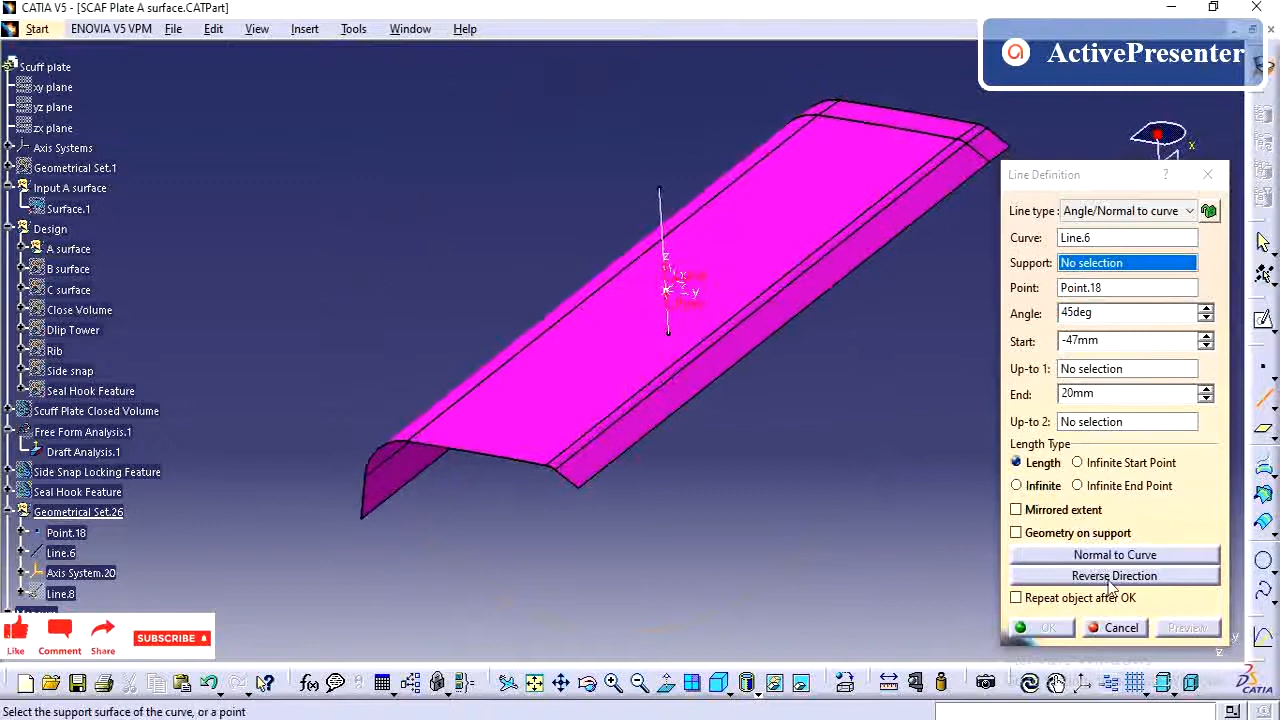 CATIA V5 - [SCAF Plate A surface.CATPart]
Start ENOVIA V5 VPM File Edit View Insert Tools Window Help
ActivePresenter
Scuff plate
xy plane
yz plane
zx plane
Axis Systems
Geometrical Set.1
Input A surface
Surface.1
Design
A surface
B surface
C surface
Close Volume
Dlip Tower
Rib
Side snap
Seal Hook Feature
Scuff Plate Closed Volume
Free Form Analysis.1
Draft Analysis.1
Side Snap Locking Feature
Seal Hook Feature
Geometrical Set.26
Point.18
Line.6
Axis System.20
Line.8
Like Comment Share SUBSCRIBE
z
y
x
Line Definition ? 
Line type : Angle/Normal to curve
Curve: Line.6
Support: No selection
Point: Point.18
Angle: 45deg
Start: -47mm
Up-to 1: No selection
End: 20mm
Up-to 2: No selection
Length Type
Length Infinite Start Point
Infinite Infinite End Point
Mirrored extent
Geometry on support
Normal to Curve
Reverse Direction
Repeat object after OK
OK Cancel Preview
y
z
f(x)
DS CATIA
Select the support surface of the curve, or a point